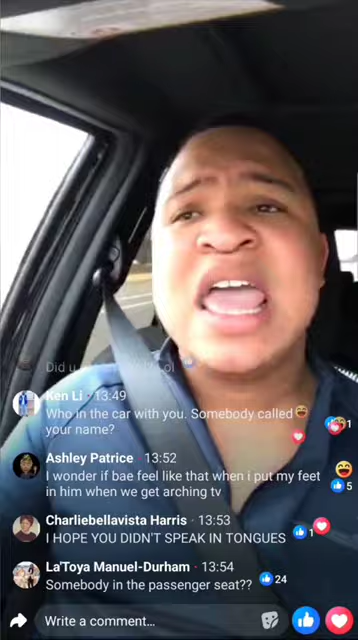 Ken Li · 13:49
Who in the car with you. Somebody called
your name?
1
Ashley Patrice · 13:52
I wonder if bae feel like that when i put my feet
in him when we get arching tv
5
Charliebellavista Harris · 13:53
I HOPE YOU DIDN'T SPEAK IN TONGUES
1
La'Toya Manuel-Durham · 13:54
Somebody in the passenger seat??
24
Write a comment...